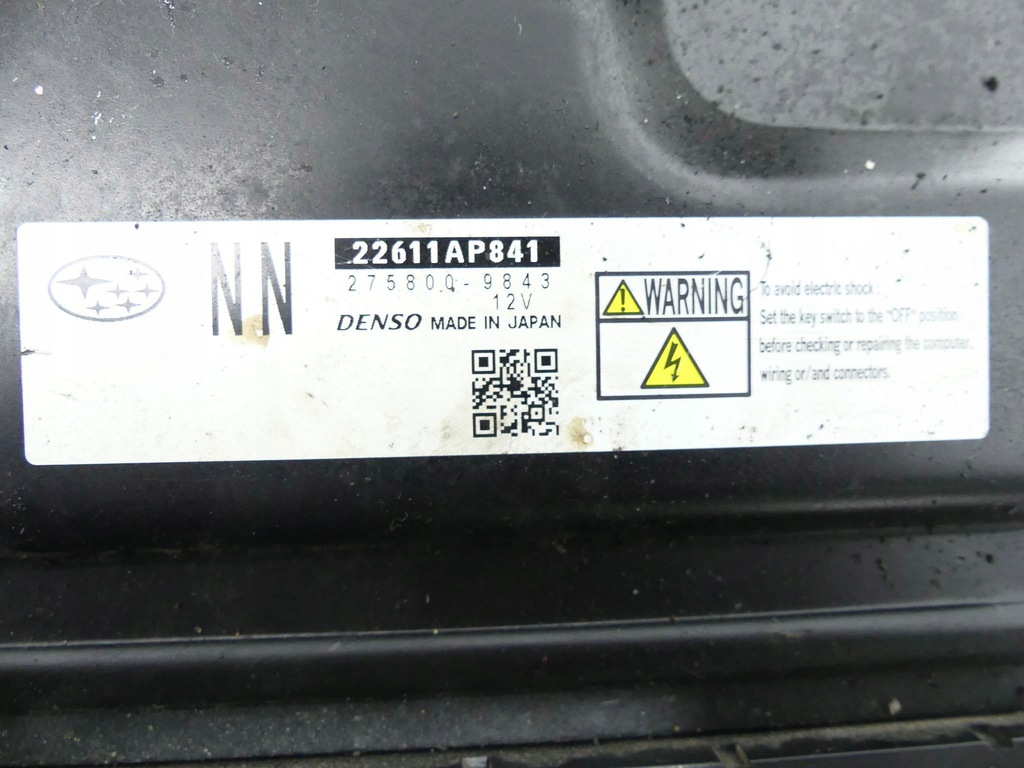 NN
22611AP841
275800-9843
12V
DENSO MADE IN JAPAN
WARNING
To avoid electric shock :
Set the key switch to the "OFF" position
before checking or repairing the computer,
wiring or/and connectors.